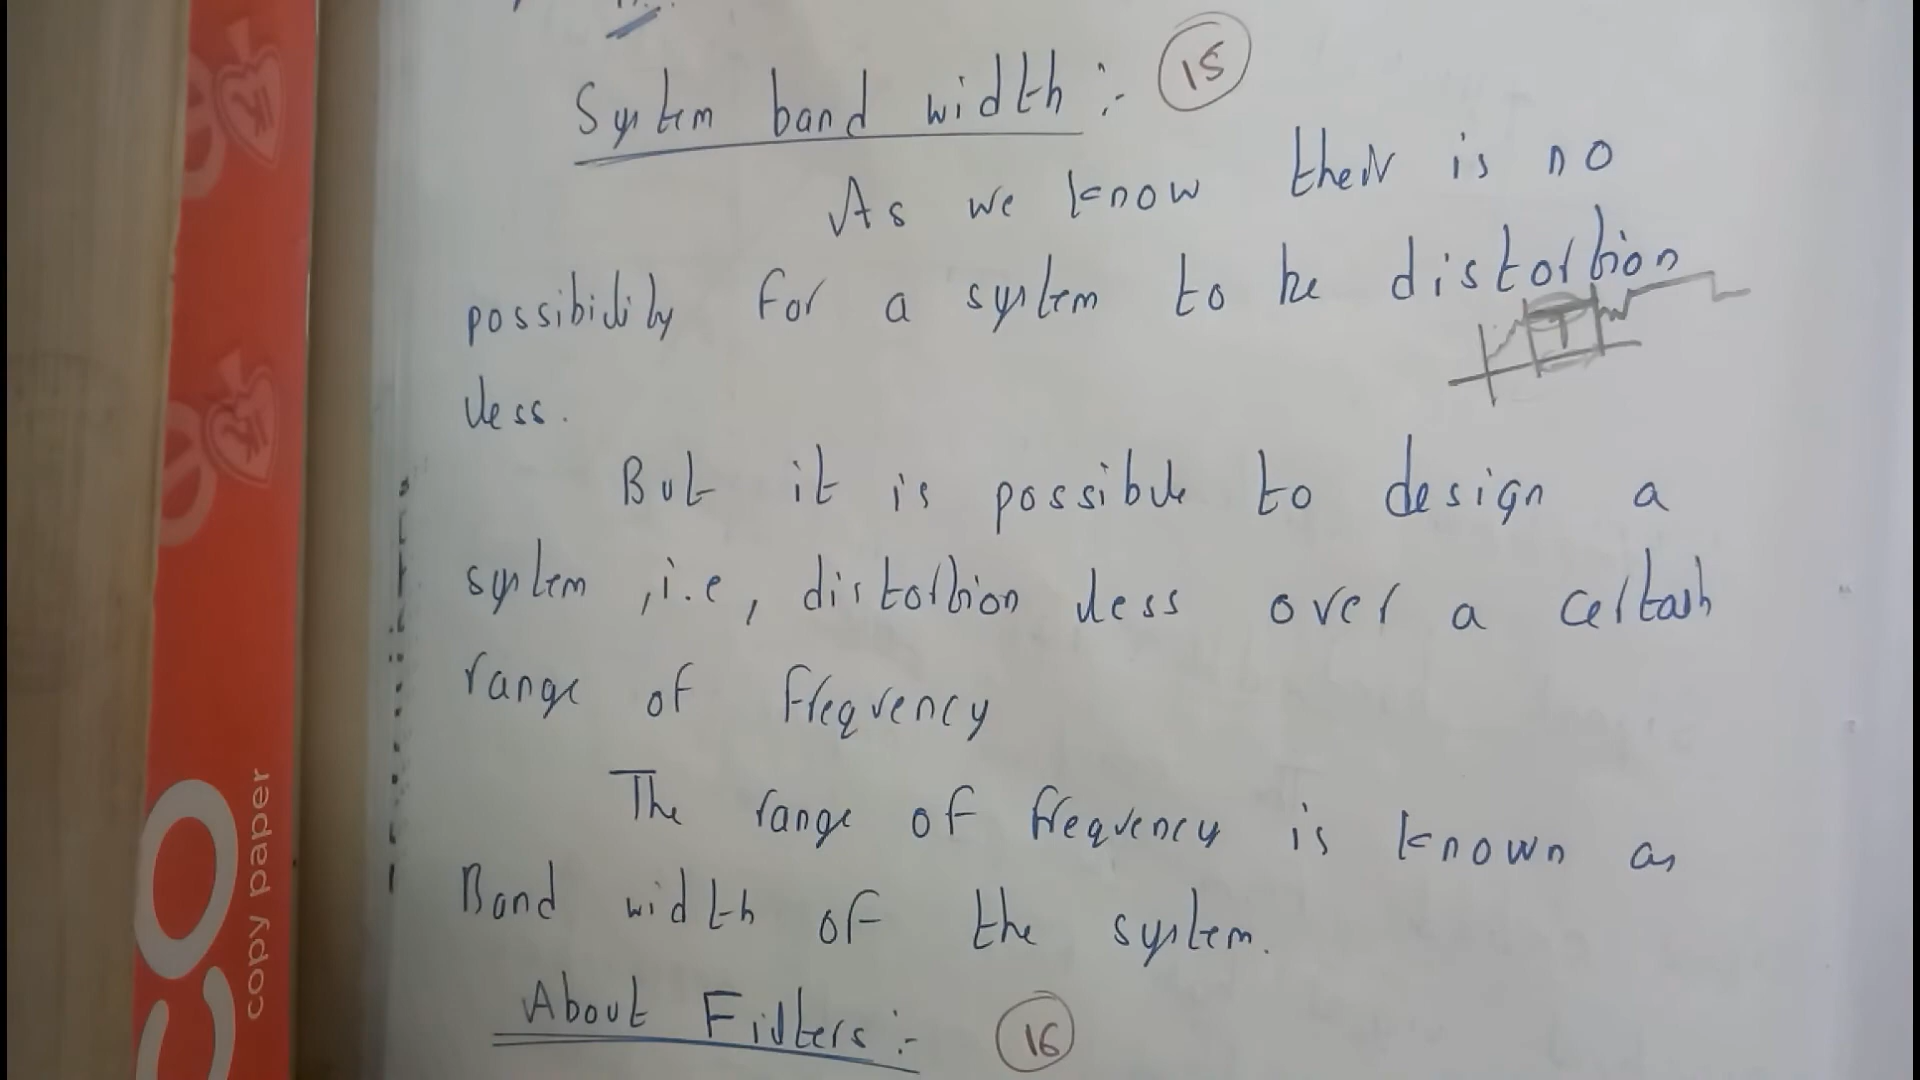 System band width :- 15
As we know there is no
possibility for a system to be distortion
less.
But it is possible to design a
system , i.e , distortion less over a certain
range of frequency
The range of frequency is known as
Band width of the system.
About Filters :- 16
copy paper